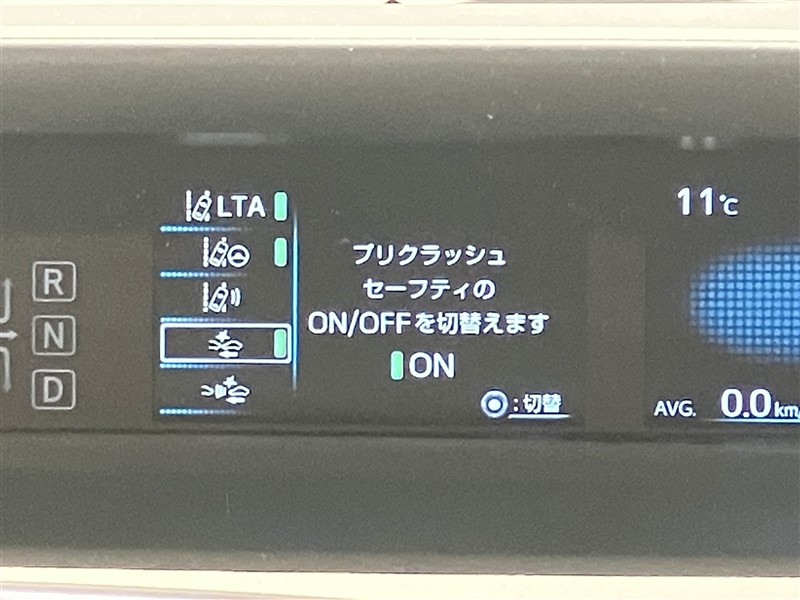 R
N
D
LTA
プリクラッシュ
セーフティの
ON/OFFを切替えます
ON
:切替
11℃
AVG. 0.0 km/